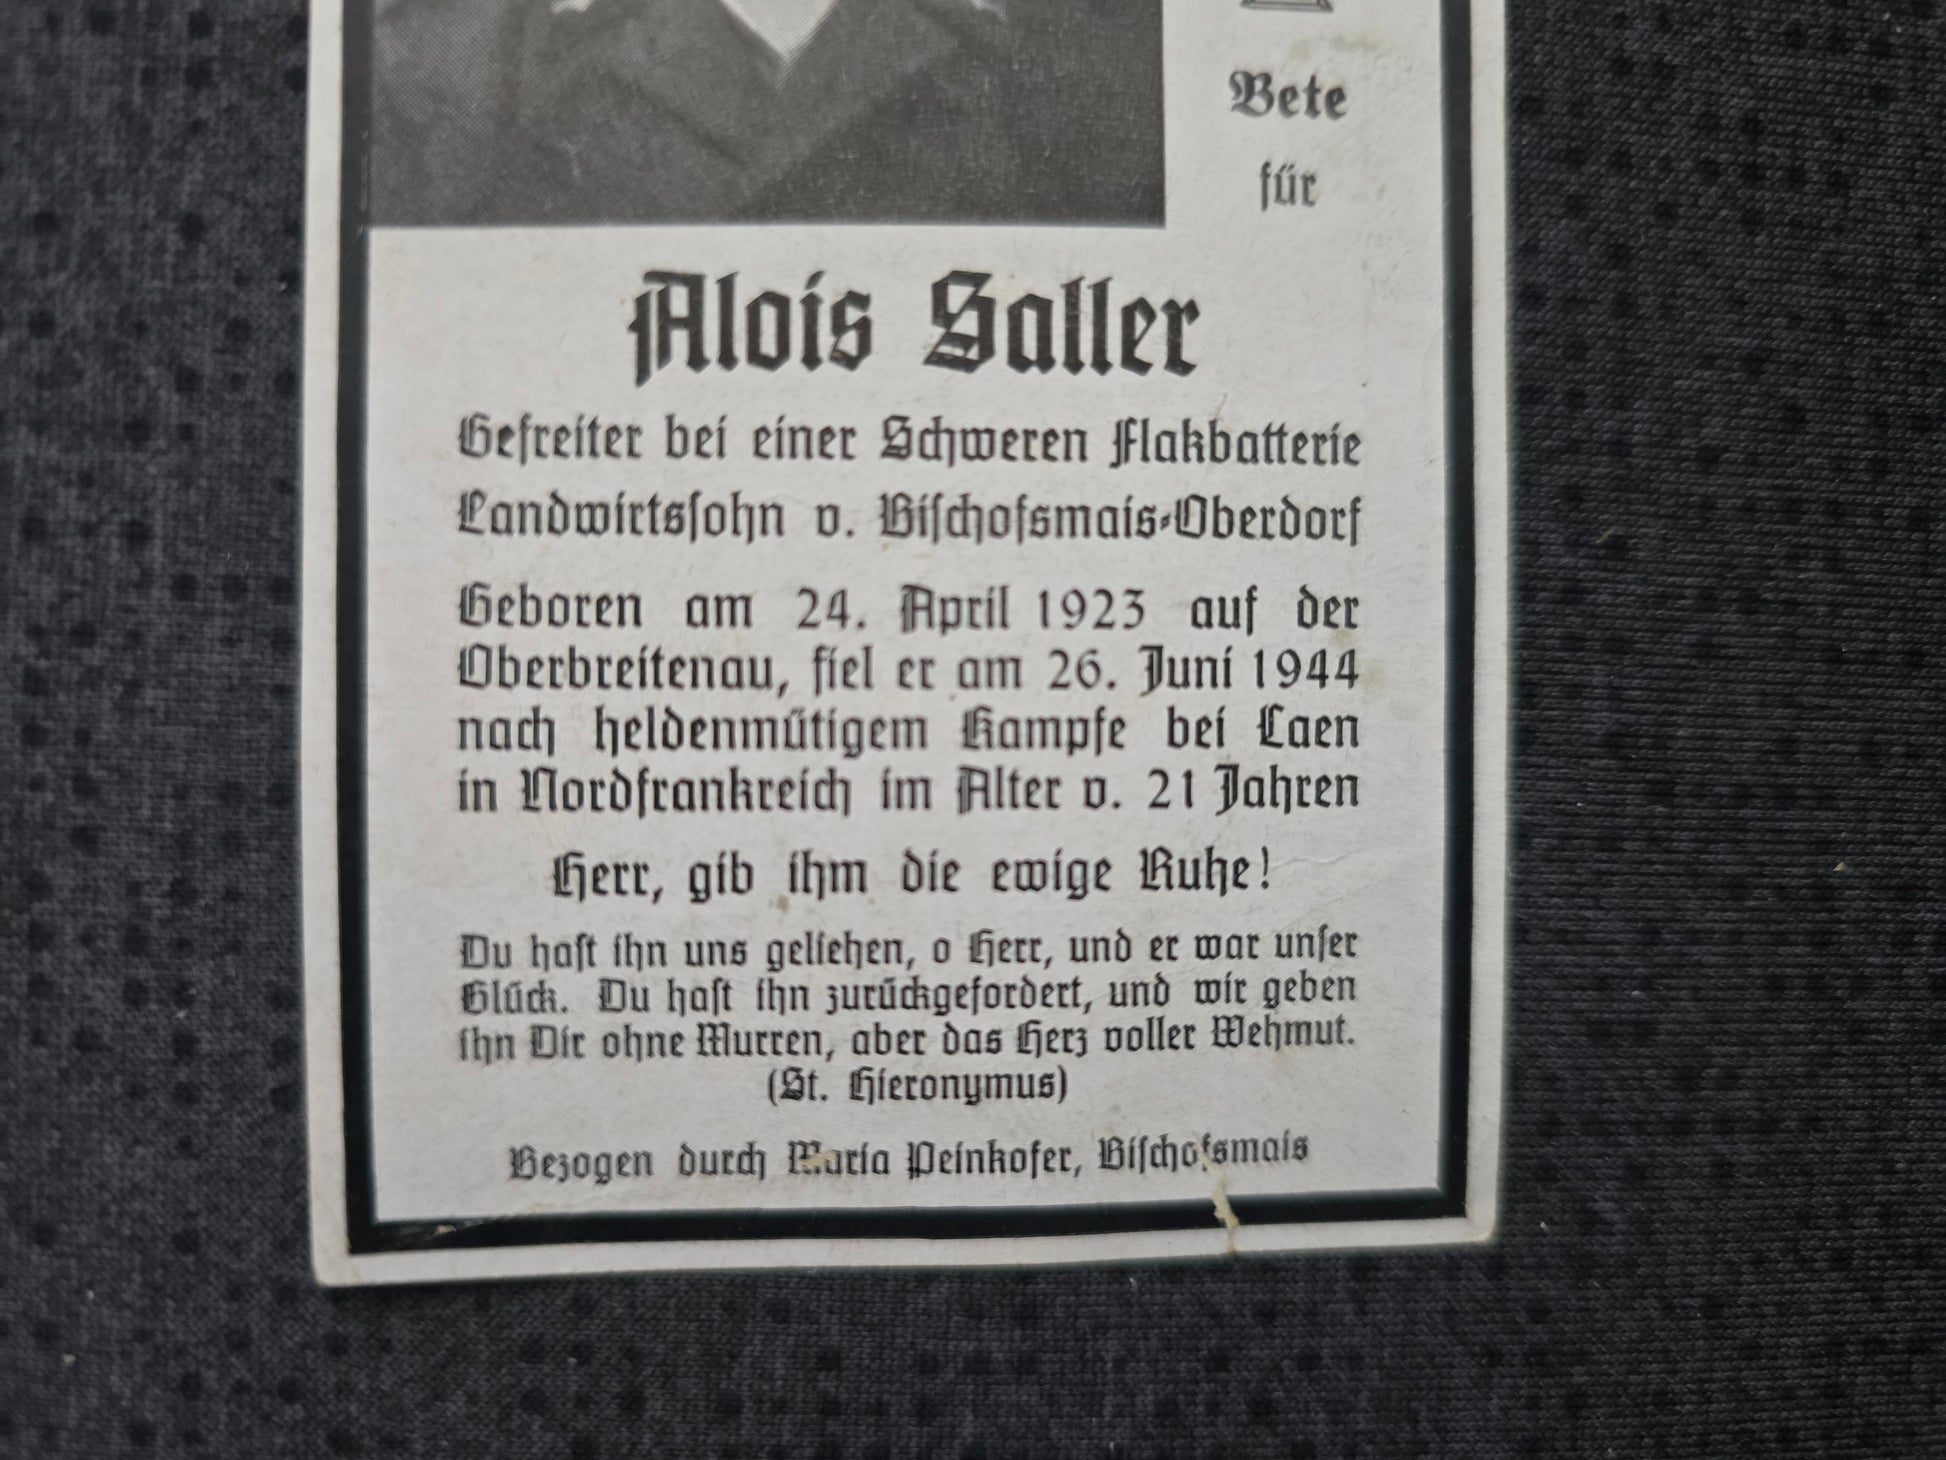 Bete
für
Alois Saller
Gefreiter bei einer Schweren Flakbatterie
Landwirtssohn v. Bischofsmais-Oberdorf
Geboren am 24. April 1923 auf der
Oberbreitenau, fiel er am 26. Juni 1944
nach heldenmütigem Kampfe bei Caen
in Nordfrankreich im Alter v. 21 Jahren
Herr, gib ihm die ewige Ruhe!
Du hast ihn uns geliehen, o Herr, und er war unser
Glück. Du hast ihn zurückgefordert, und wir geben
ihn Dir ohne Murren, aber das Herz voller Wehmut.
(St. Hieronymus)
Bezogen durch Maria Peinkofer, Bischofsmais